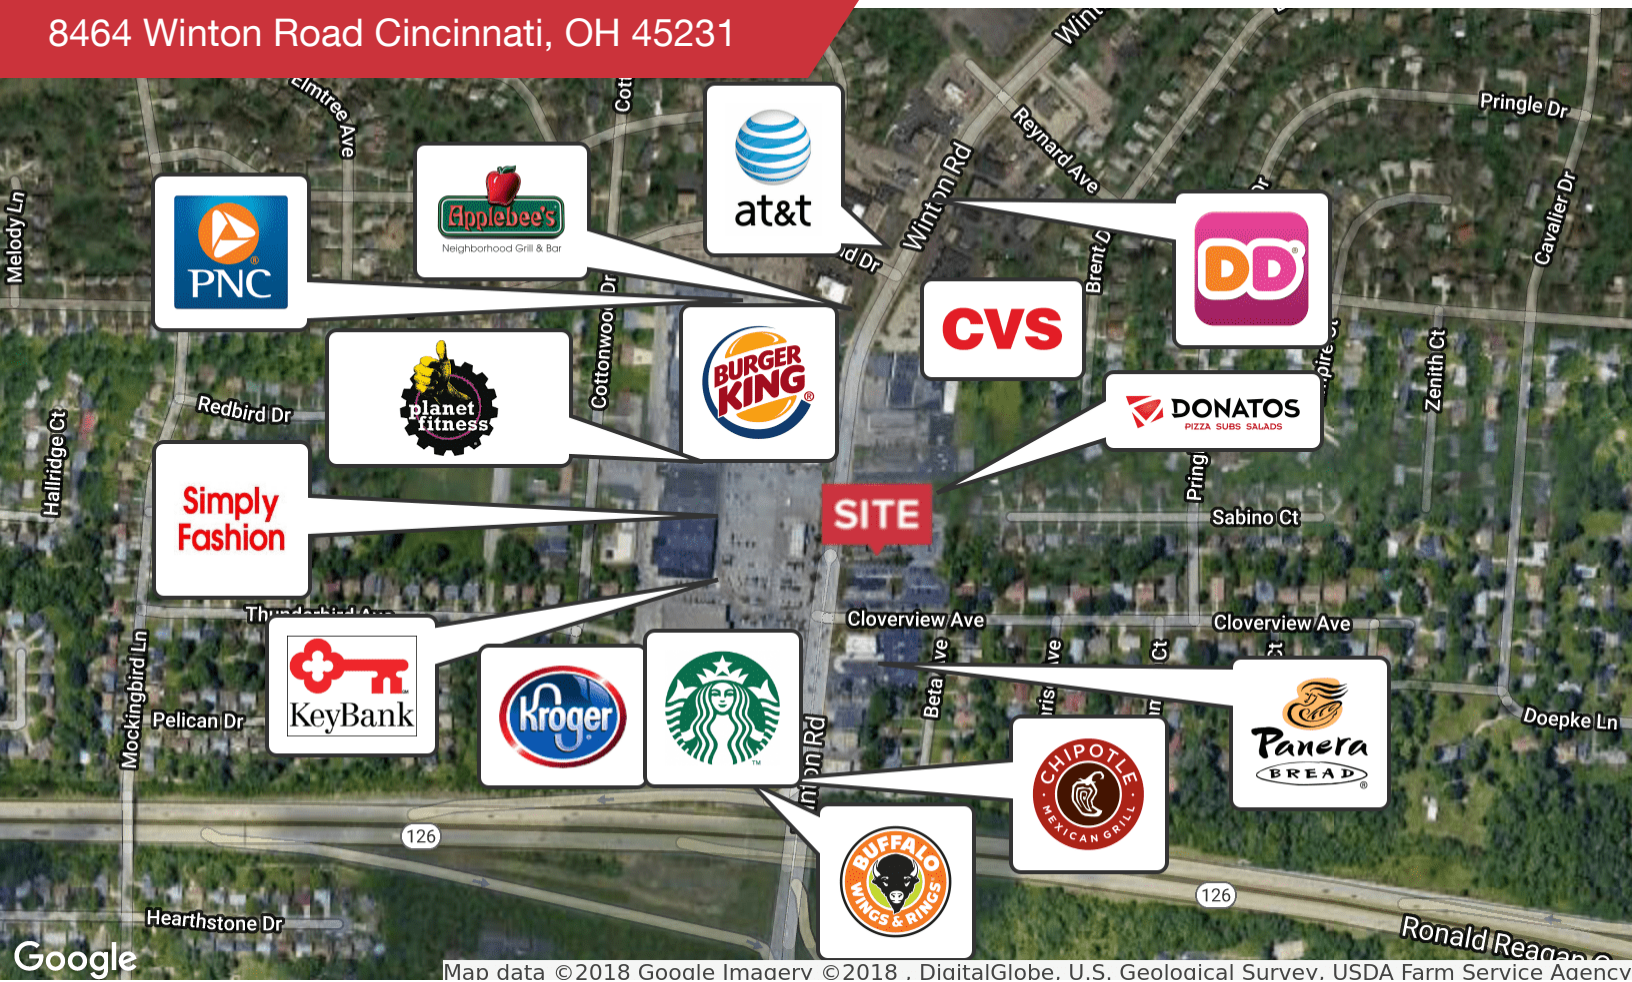 8464 Winton Road Cincinnati, OH 45231
Elmtree Ave
Reynard Ave
Pringle Dr
at&t
Winton Rd
Applebee's
Neighborhood Grill & Bar
PNC
®
Melody Ln
Cavalier Dr
DD
®
CVS
Cottonwood Dr
BURGER
KING
®
planet
fitness
DONATOS
PIZZA SUBS SALADS
Redbird Dr
Zenith Ct
Hallridge Ct
Simply
Fashion
SITE
Sabino Ct
Thunderbird Ave
Cloverview Ave
Cloverview Ave
Ct
Ct
Mockingbird Ln
KeyBank
Kroger
TM
Pelican Dr
Doepke Ln
Panera
BREAD
®
CHIPOTLE
MEXICAN GRILL
126
BUFFALO
WINGS & RINGS
126
Hearthstone Dr
Google
Map data ©2018 Google Imagery ©2018 , DigitalGlobe, U.S. Geological Survey, USDA Farm Service Agency